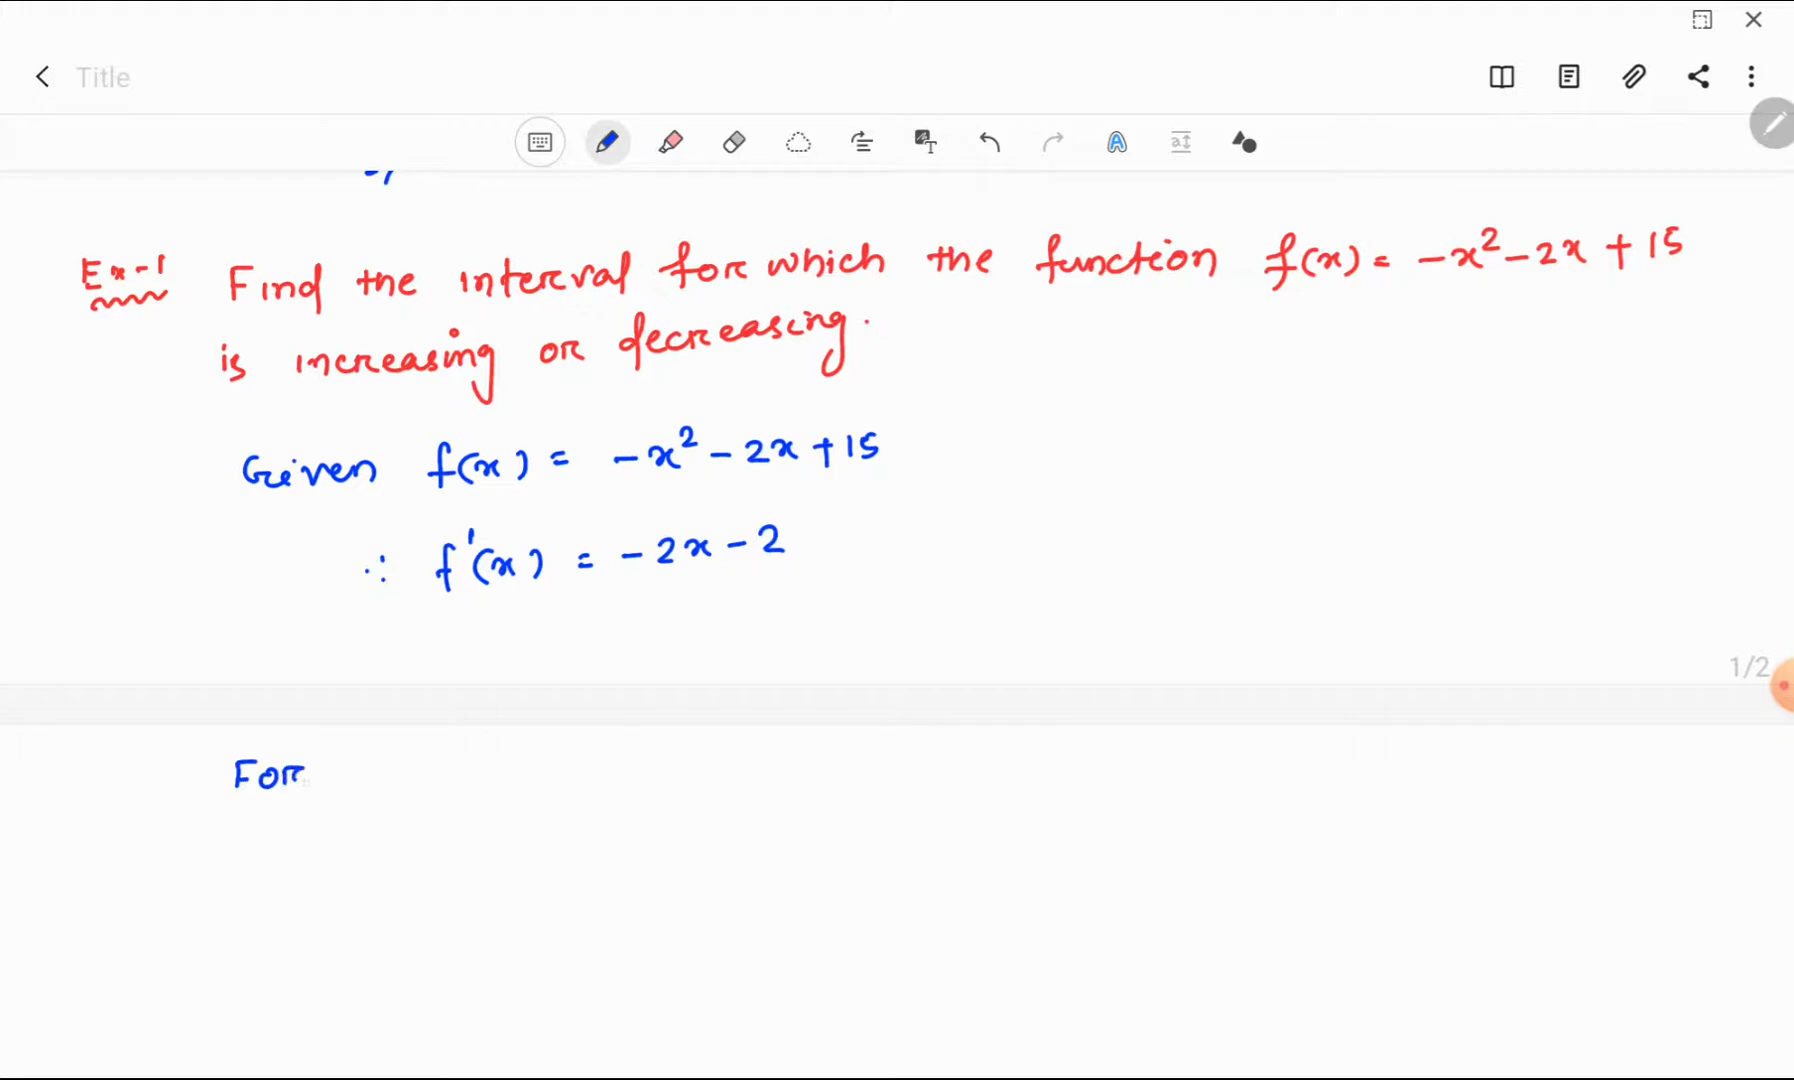 Title
Ex-1 Find the interval for which the function f(x) = -x² - 2x + 15
is increasing or decreasing.
Given f(x) = -x² - 2x + 15
∴ f'(x) = -2x - 2
1/2
For